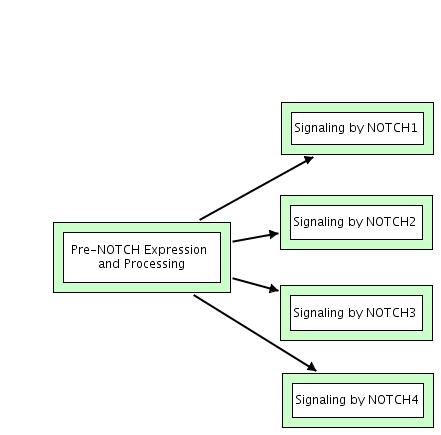 Signaling by NOTCH1
Signaling by NOTCH2
Pre-NOTCH Expression
and Processing
Signaling by NOTCH3
Signaling by NOTCH4